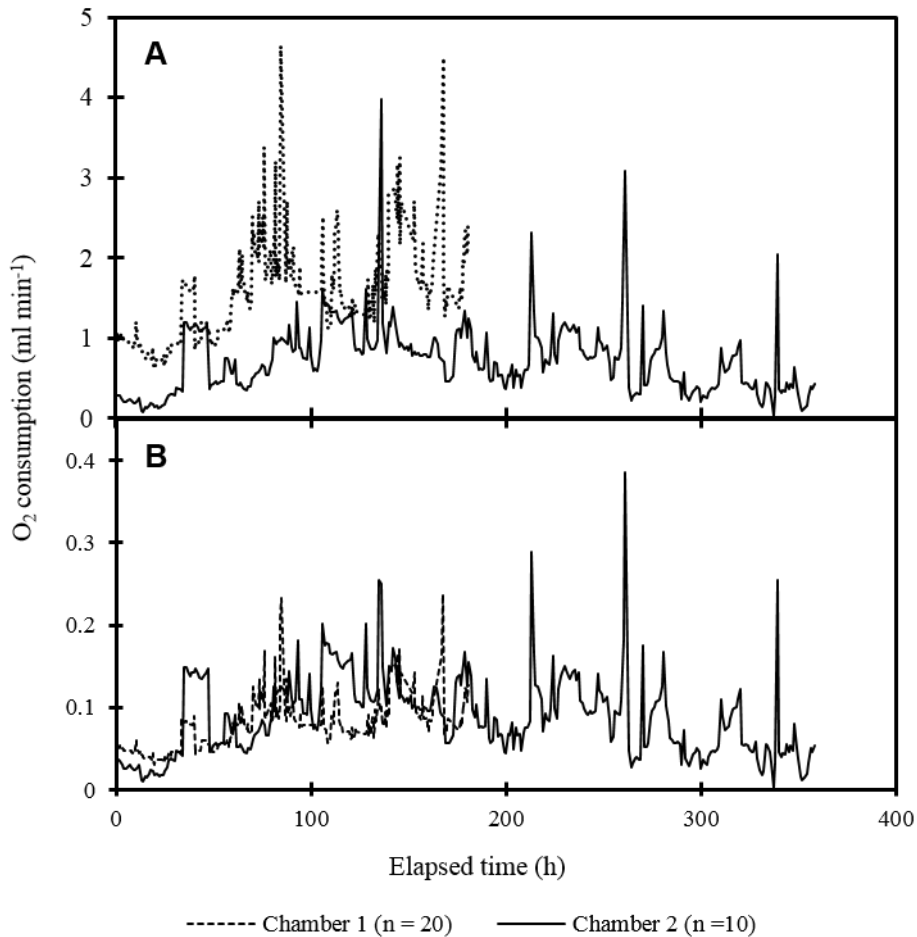 5
A
4
3
2
1
0
B
0.4
0.3
0.2
0.1
0
0 100 200 300 400
O₂ consumption (ml min⁻¹)
Elapsed time (h)
Chamber 1 (n = 20) Chamber 2 (n =10)